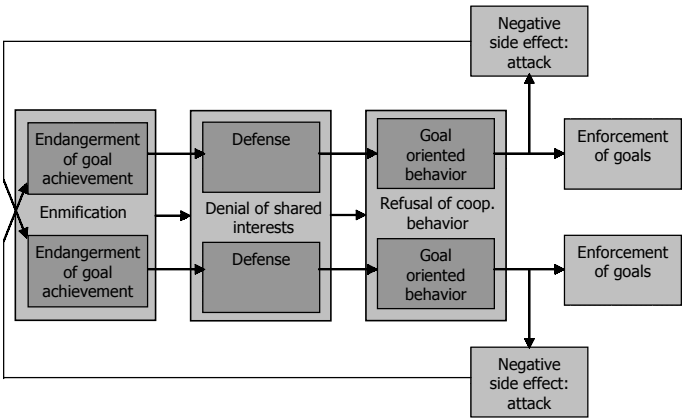 Negative
side effect:
attack
Endangerment
of goal
achievement
Defense
Goal
oriented
behavior
Enforcement
of goals
Enmification
Denial of shared
interests
Refusal of coop.
behavior
Endangerment
of goal
achievement
Defense
Goal
oriented
behavior
Enforcement
of goals
Negative
side effect:
attack